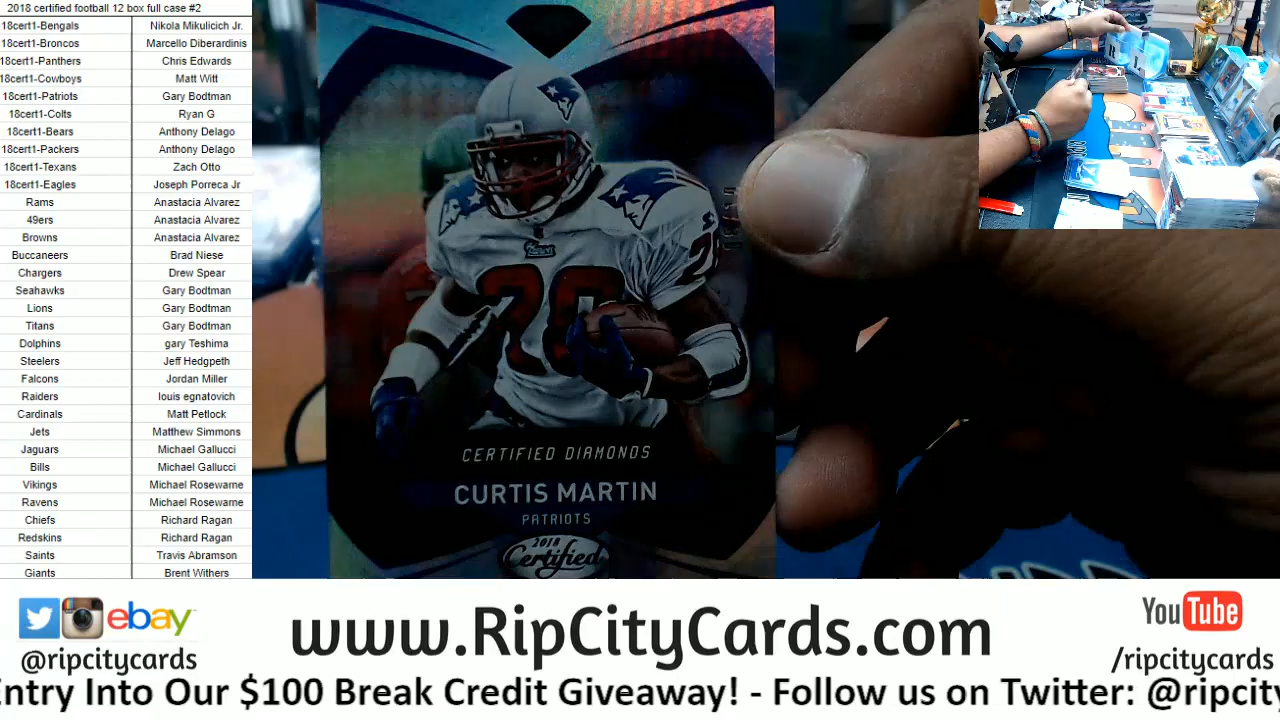 2018 certified football 12 box full case #2
18cert1-Bengals Nikola Mikulicich Jr.
18cert1-Broncos Marcello Diberardinis
18cert1-Panthers Chris Edwards
18cert1-Cowboys Matt Witt
18cert1-Patriots Gary Bodtman
18cert1-Colts Ryan G
18cert1-Bears Anthony Delago
18cert1-Packers Anthony Delago
18cert1-Texans Zach Otto
18cert1-Eagles Joseph Porreca Jr
Rams Anastacia Alvarez
49ers Anastacia Alvarez
Browns Anastacia Alvarez
Buccaneers Brad Niese
Chargers Drew Spear
Seahawks Gary Bodtman
Lions Gary Bodtman
Titans Gary Bodtman
Dolphins gary Teshima
Steelers Jeff Hedgpeth
Falcons Jordan Miller
Raiders louis egnatovich
Cardinals Matt Petlock
Jets Matthew Simmons
Jaguars Michael Gallucci
Bills Michael Gallucci
Vikings Michael Rosewarne
Ravens Michael Rosewarne
Chiefs Richard Ragan
Redskins Richard Ragan
Saints Travis Abramson
Giants Brent Withers
28
CERTIFIED DIAMONDS
CURTIS MARTIN
PATRIOTS
2018
Certified
ebay
@ripcitycards
www.RipCityCards.com
YouTube
/ripcitycards
Entry Into Our $100 Break Credit Giveaway! - Follow us on Twitter: @ripcity